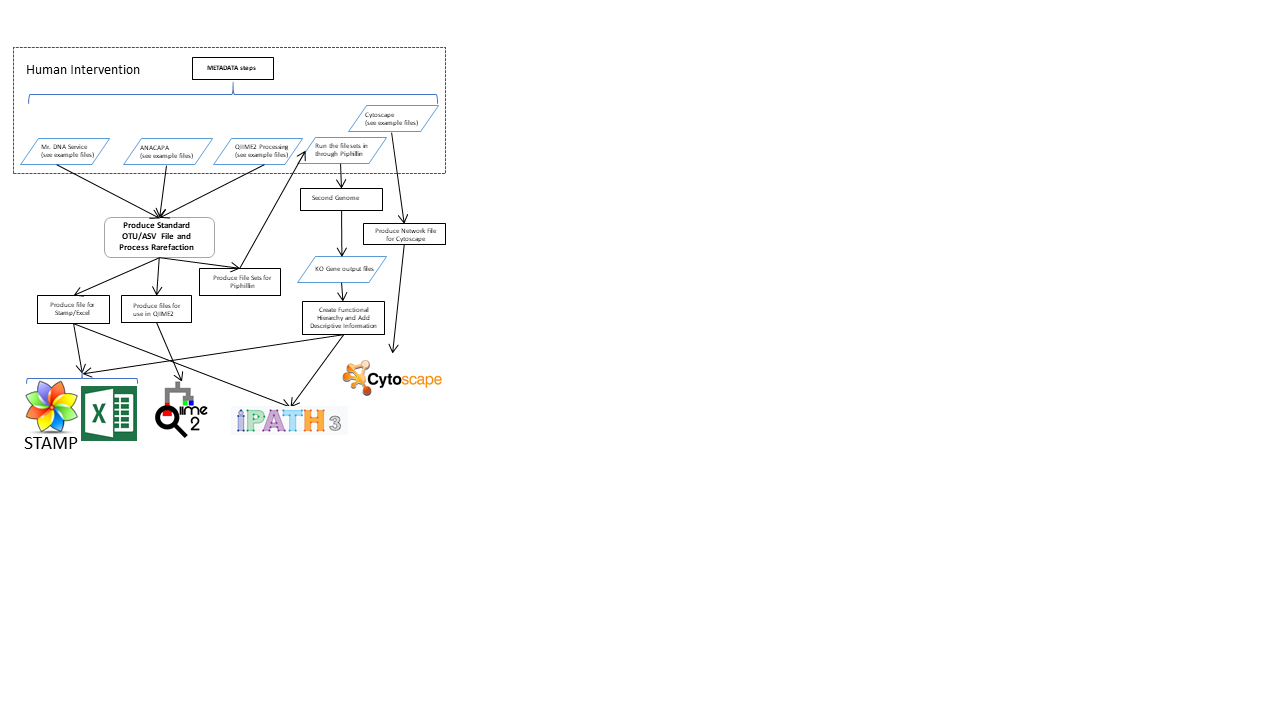 Human Intervention
METADATA steps
Cytoscape
(see example files)
Mr. DNA Service
(see example files)
ANACAPA
(see example files)
QIIME2 Processing
(see example files)
Run the file sets in
through Piphillin
Second Genome
Produce Standard
OTU/ASV File and
Process Rarefaction
Produce Network File
for Cytoscape
Produce File Sets for
Piphillin
KO Gene output files
Produce file for
Stamp/Excel
Produce files for
use in QIIME2
Create Functional
Hierarchy and Add
Descriptive Information
Cytoscape
X
STAMP
Qiime
2
iPATH3